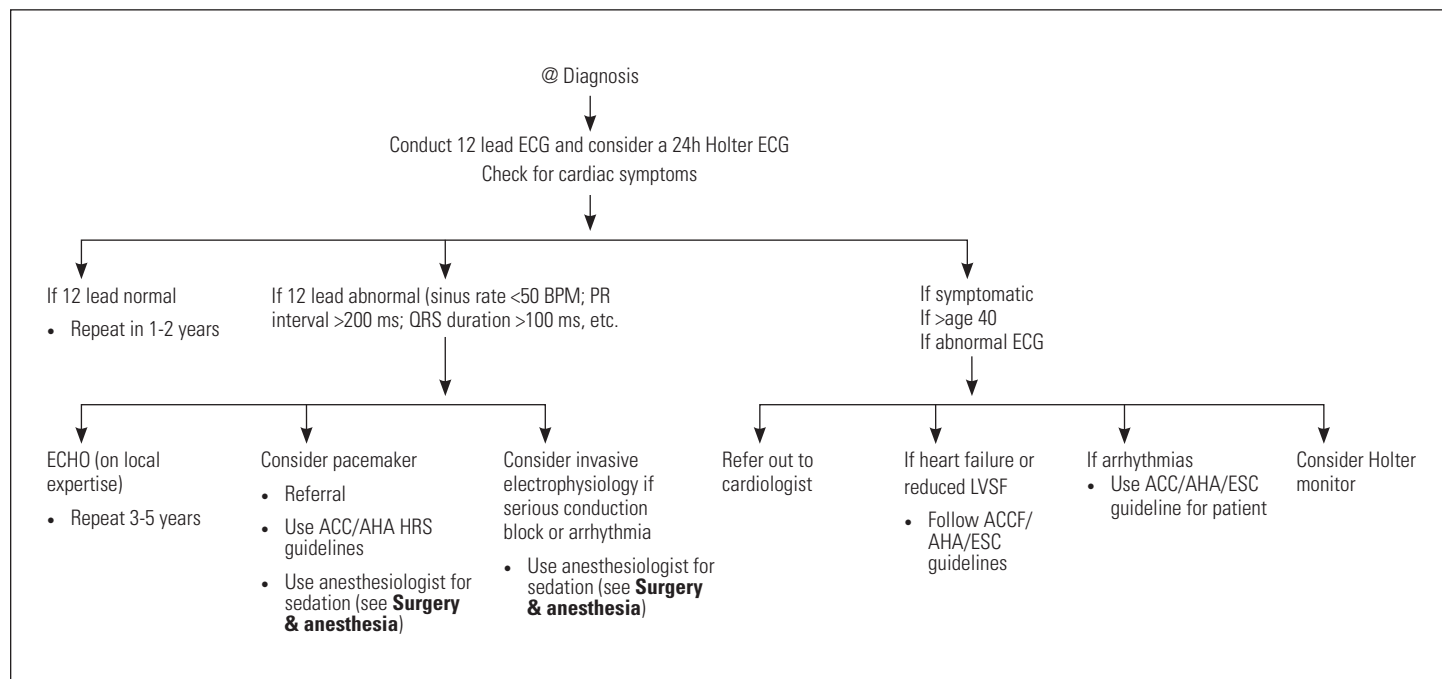 @ Diagnosis
Conduct 12 lead ECG and consider a 24h Holter ECG
Check for cardiac symptoms
If 12 lead normal
• Repeat in 1-2 years
If 12 lead abnormal (sinus rate <50 BPM; PR
interval >200 ms; QRS duration >100 ms, etc.
If symptomatic
If >age 40
If abnormal ECG
ECHO (on local
expertise)
• Repeat 3-5 years
Consider pacemaker
• Referral
• Use ACC/AHA HRS
guidelines
• Use anesthesiologist for
sedation (see Surgery
& anesthesia)
Consider invasive
electrophysiology if
serious conduction
block or arrhythmia
• Use anesthesiologist for
sedation (see Surgery
& anesthesia)
Refer out to
cardiologist
If heart failure or
reduced LVSF
• Follow ACCF/
AHA/ESC
guidelines
If arrhythmias
• Use ACC/AHA/ESC
guideline for patient
Consider Holter
monitor